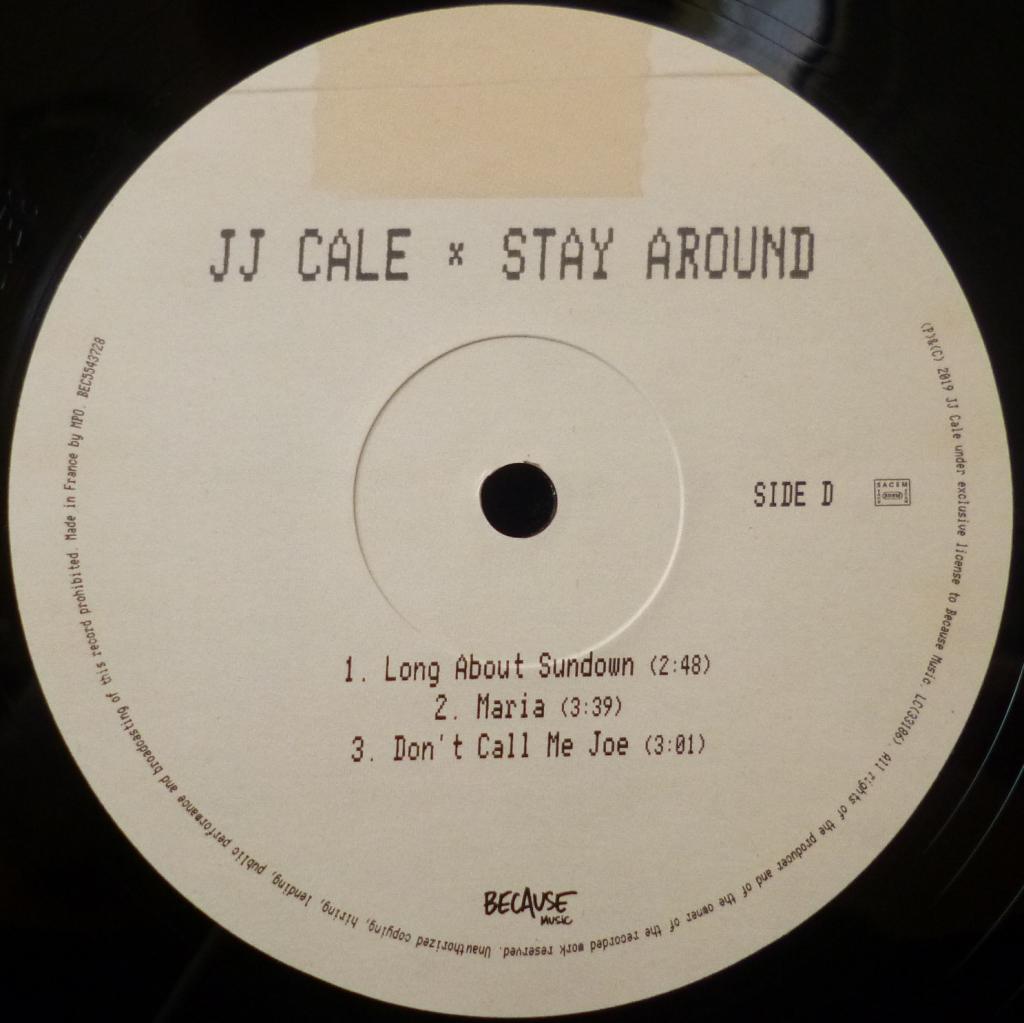 JJ CALE × STAY AROUND
SIDE D
SACEM
1. Long About Sundown (2:48)
2. Maria (3:39)
3. Don't Call Me Joe (3:01)
BECAUSE
MUSIC
(P)&(C) 2019 JJ Cale under exclusive license to Because Music. LC(33186). All rights of the producer and of the owner of the recorded work reserved. Unauthorized copying, hiring, lending, public performance and broadcasting of this record prohibited. Made in France by MPO. BEC5543728